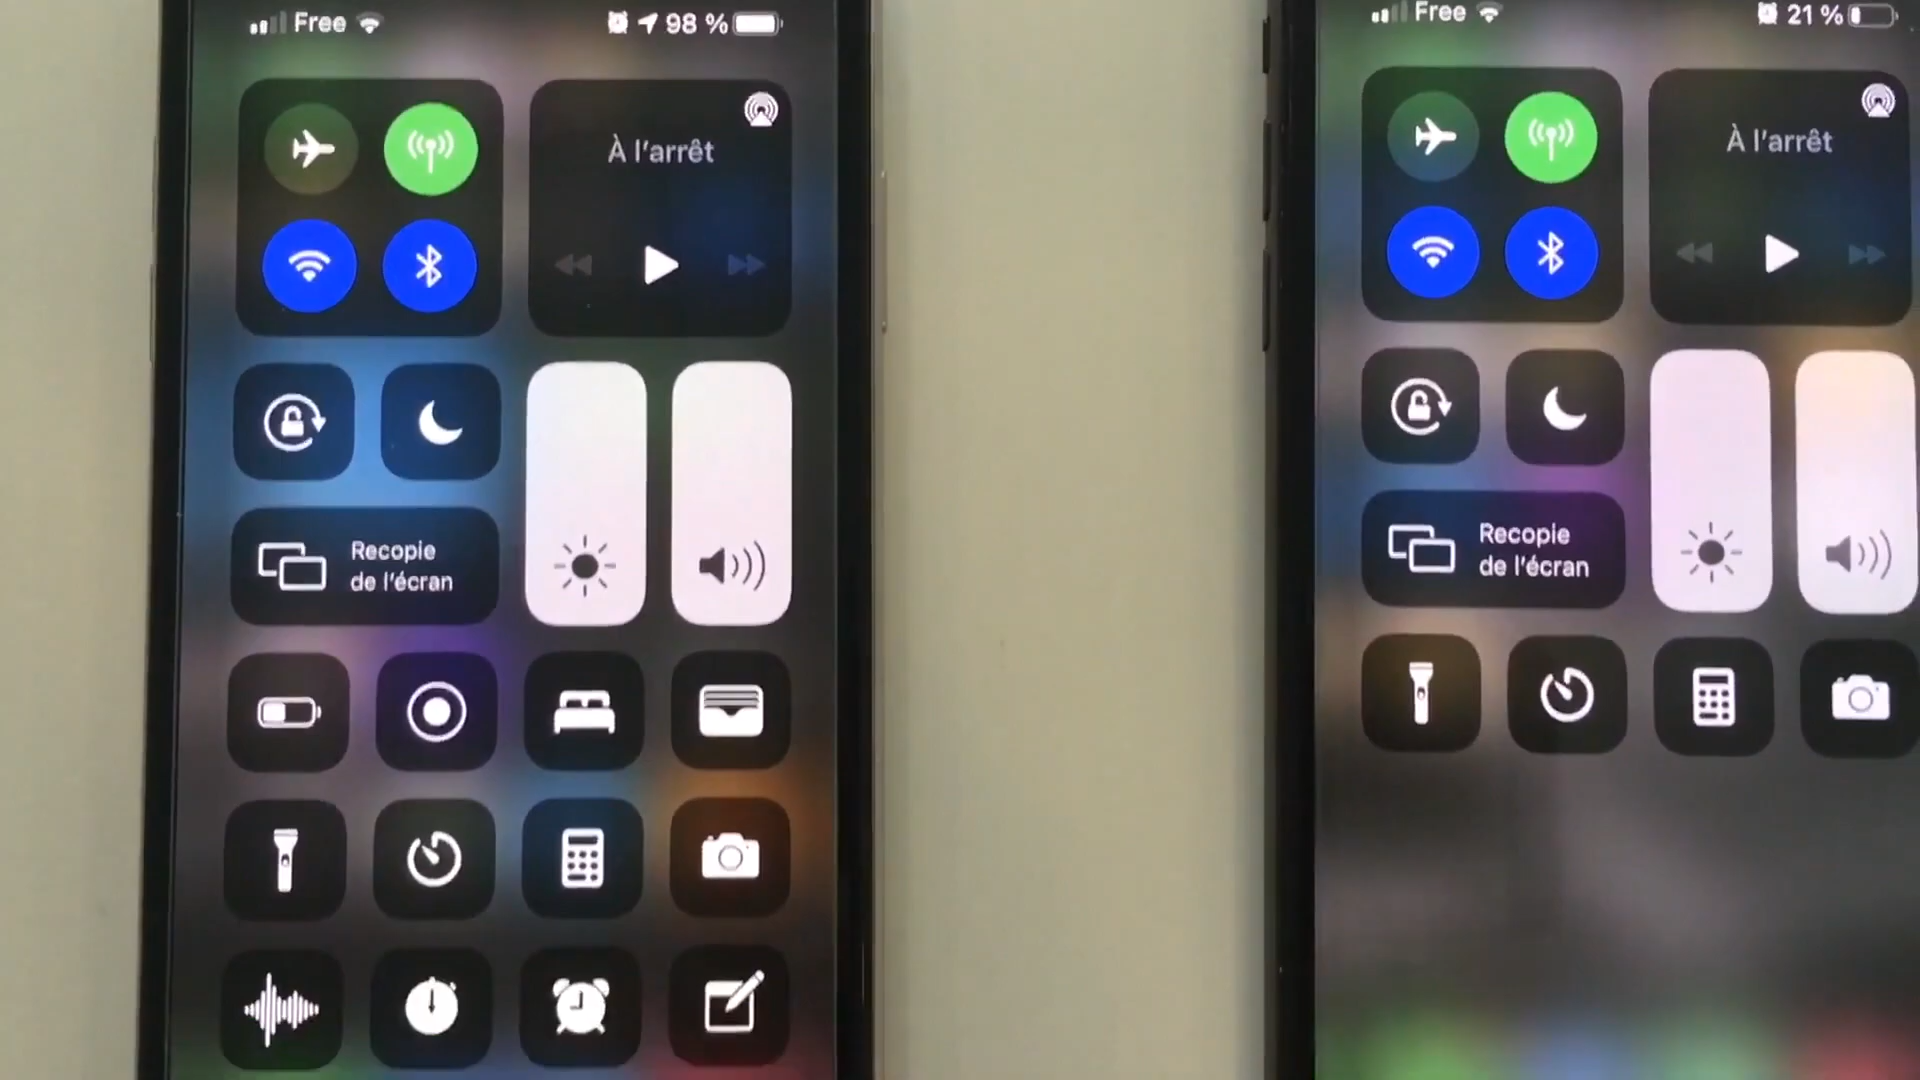 Free 98 %
À l'arrêt
Recopie
de l'écran
Free 21 %
À l'arrêt
Recopie
de l'écran